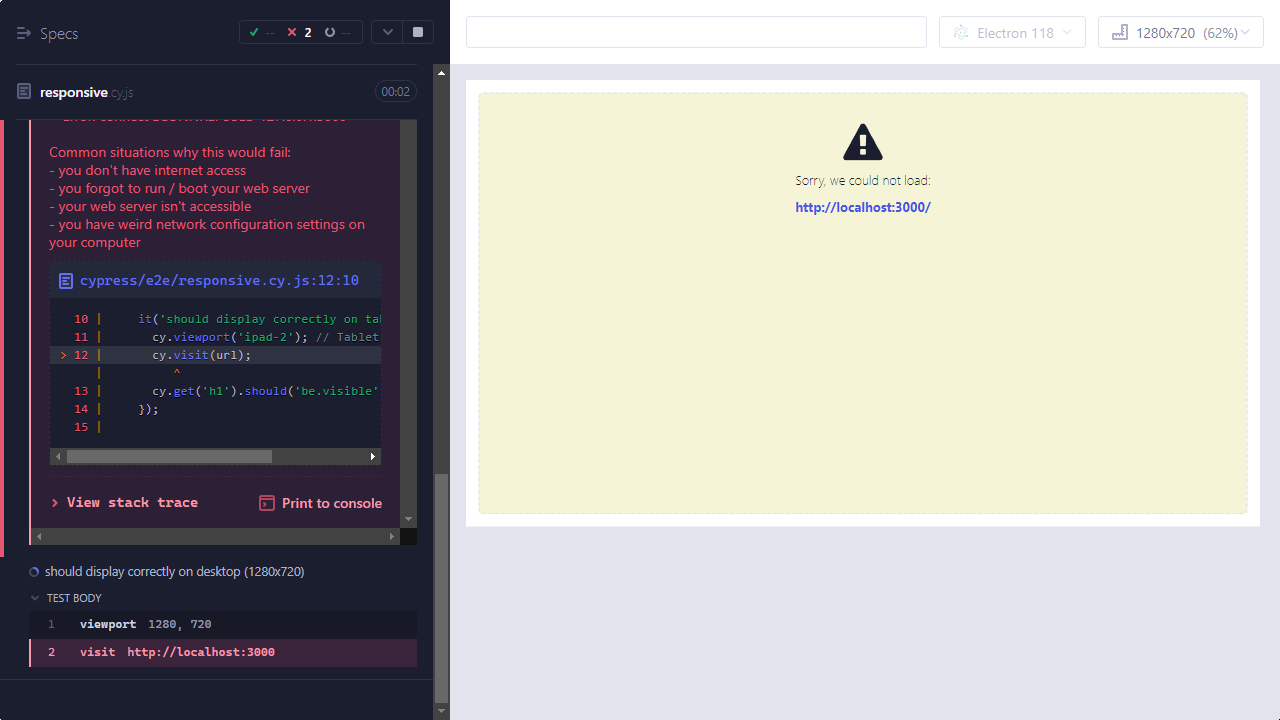 Specs
--
2
--
responsive.cy.js
00:02
Common situations why this would fail:
- you don't have internet access
- you forgot to run / boot your web server
- your web server isn't accessible
- you have weird network configuration settings on
your computer
cypress/e2e/responsive.cy.js:12:10
10 | it('should display correctly on tab
11 | cy.viewport('ipad-2'); // Tablet
> 12 | cy.visit(url);
| ^
13 | cy.get('h1').should('be.visible'
14 | });
15 |
> View stack trace
Print to console
should display correctly on desktop (1280x720)
TEST BODY
1 viewport 1280, 720
2 visit http://localhost:3000
Electron 118
1280x720 (62%)
Sorry, we could not load:
http://localhost:3000/